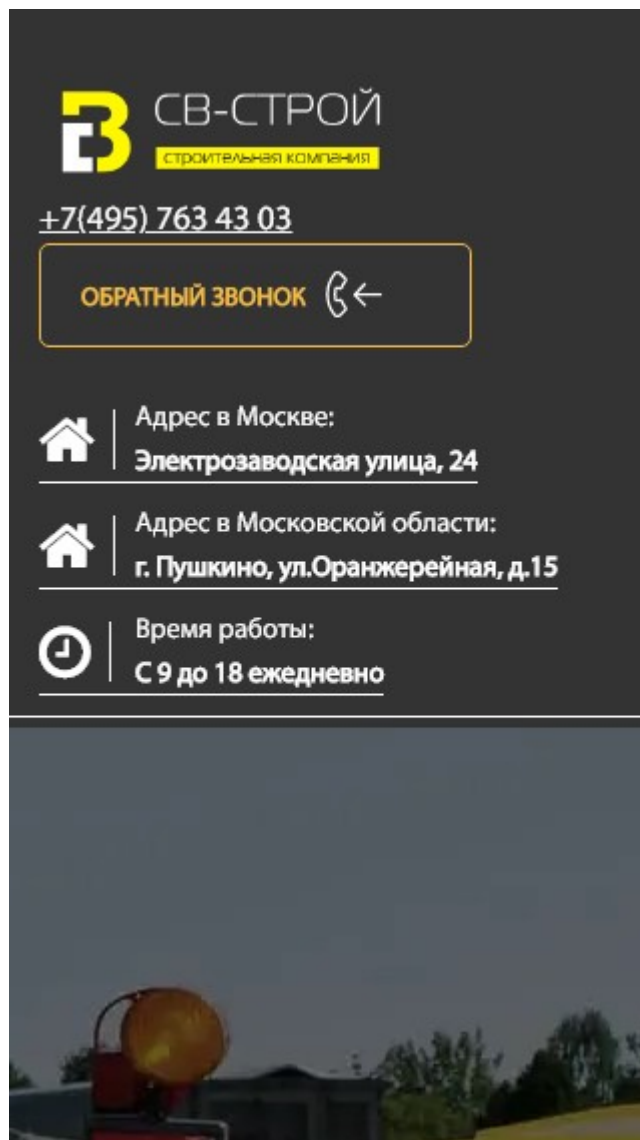 СВ-СТРОЙ
строительная компания
+7(495) 763 43 03
ОБРАТНЫЙ ЗВОНОК
Адрес в Москве:
Электрозаводская улица, 24
Адрес в Московской области:
г. Пушкино, ул.Оранжерейная, д.15
Время работы:
С 9 до 18 ежедневно